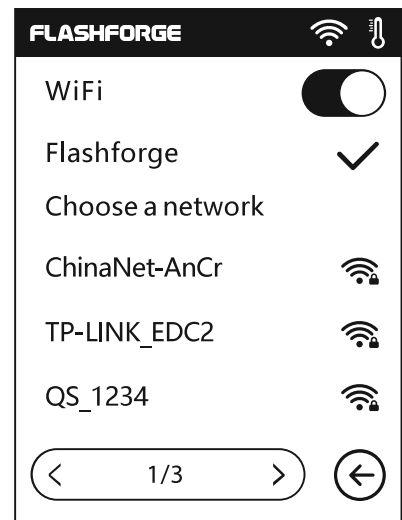 FLASHFORGE
WiFi
Flashforge
Choose a network
ChinaNet-AnCr
TP-LINK_EDC2
QS_1234
1/3